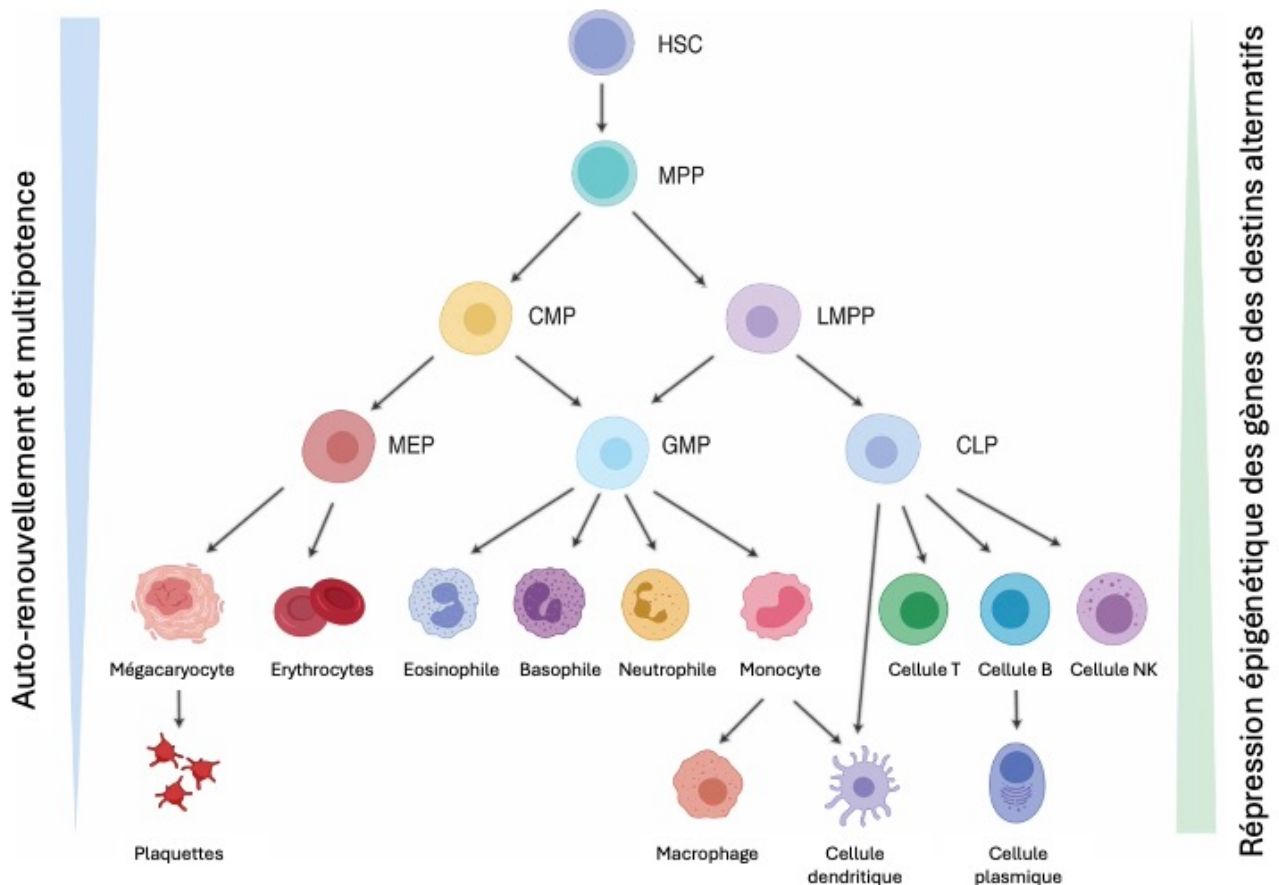 HSC
MPP
CMP
LMPP
MEP
GMP
CLP
Mégacaryocyte
Erythrocytes
Eosinophile
Basophile
Neutrophile
Monocyte
Cellule T
Cellule B
Cellule NK
Plaquettes
Macrophage
Cellule
dendritique
Cellule
plasmique
Auto-renouvellement et multipotence
Répression épigénétique des gènes des destins alternatifs